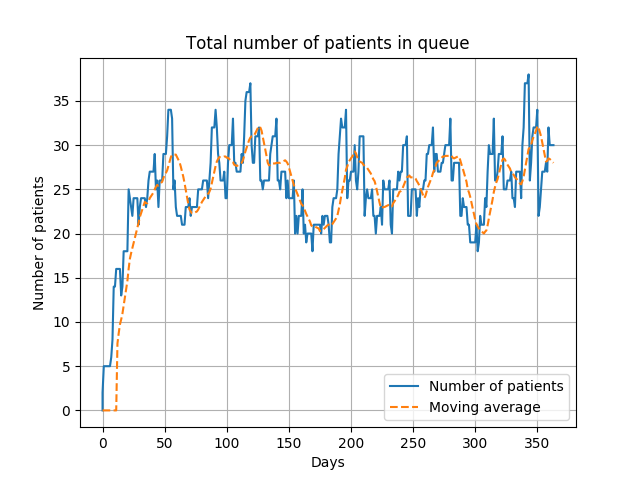 Total number of patients in queue
Number of patients
35
30
25
20
15
10
5
0
0 50 100 150 200 250 300 350
Days
Number of patients
Moving average